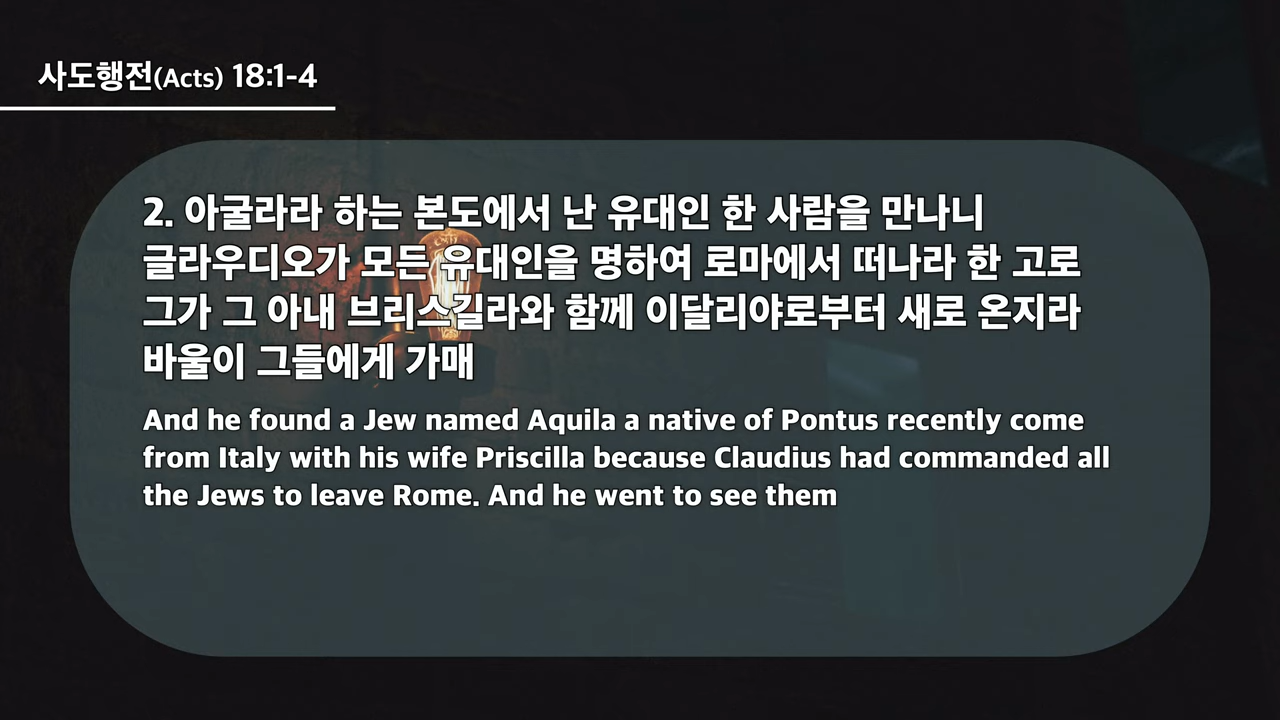 사도행전(Acts) 18:1-4
2. 아굴라라 하는 본도에서 난 유대인 한 사람을 만나니
글라우디오가 모든 유대인을 명하여 로마에서 떠나라 한 고로
그가 그 아내 브리스길라와 함께 이달리야로부터 새로 온지라
바울이 그들에게 가매
And he found a Jew named Aquila a native of Pontus recently come
from Italy with his wife Priscilla because Claudius had commanded all
the Jews to leave Rome. And he went to see them